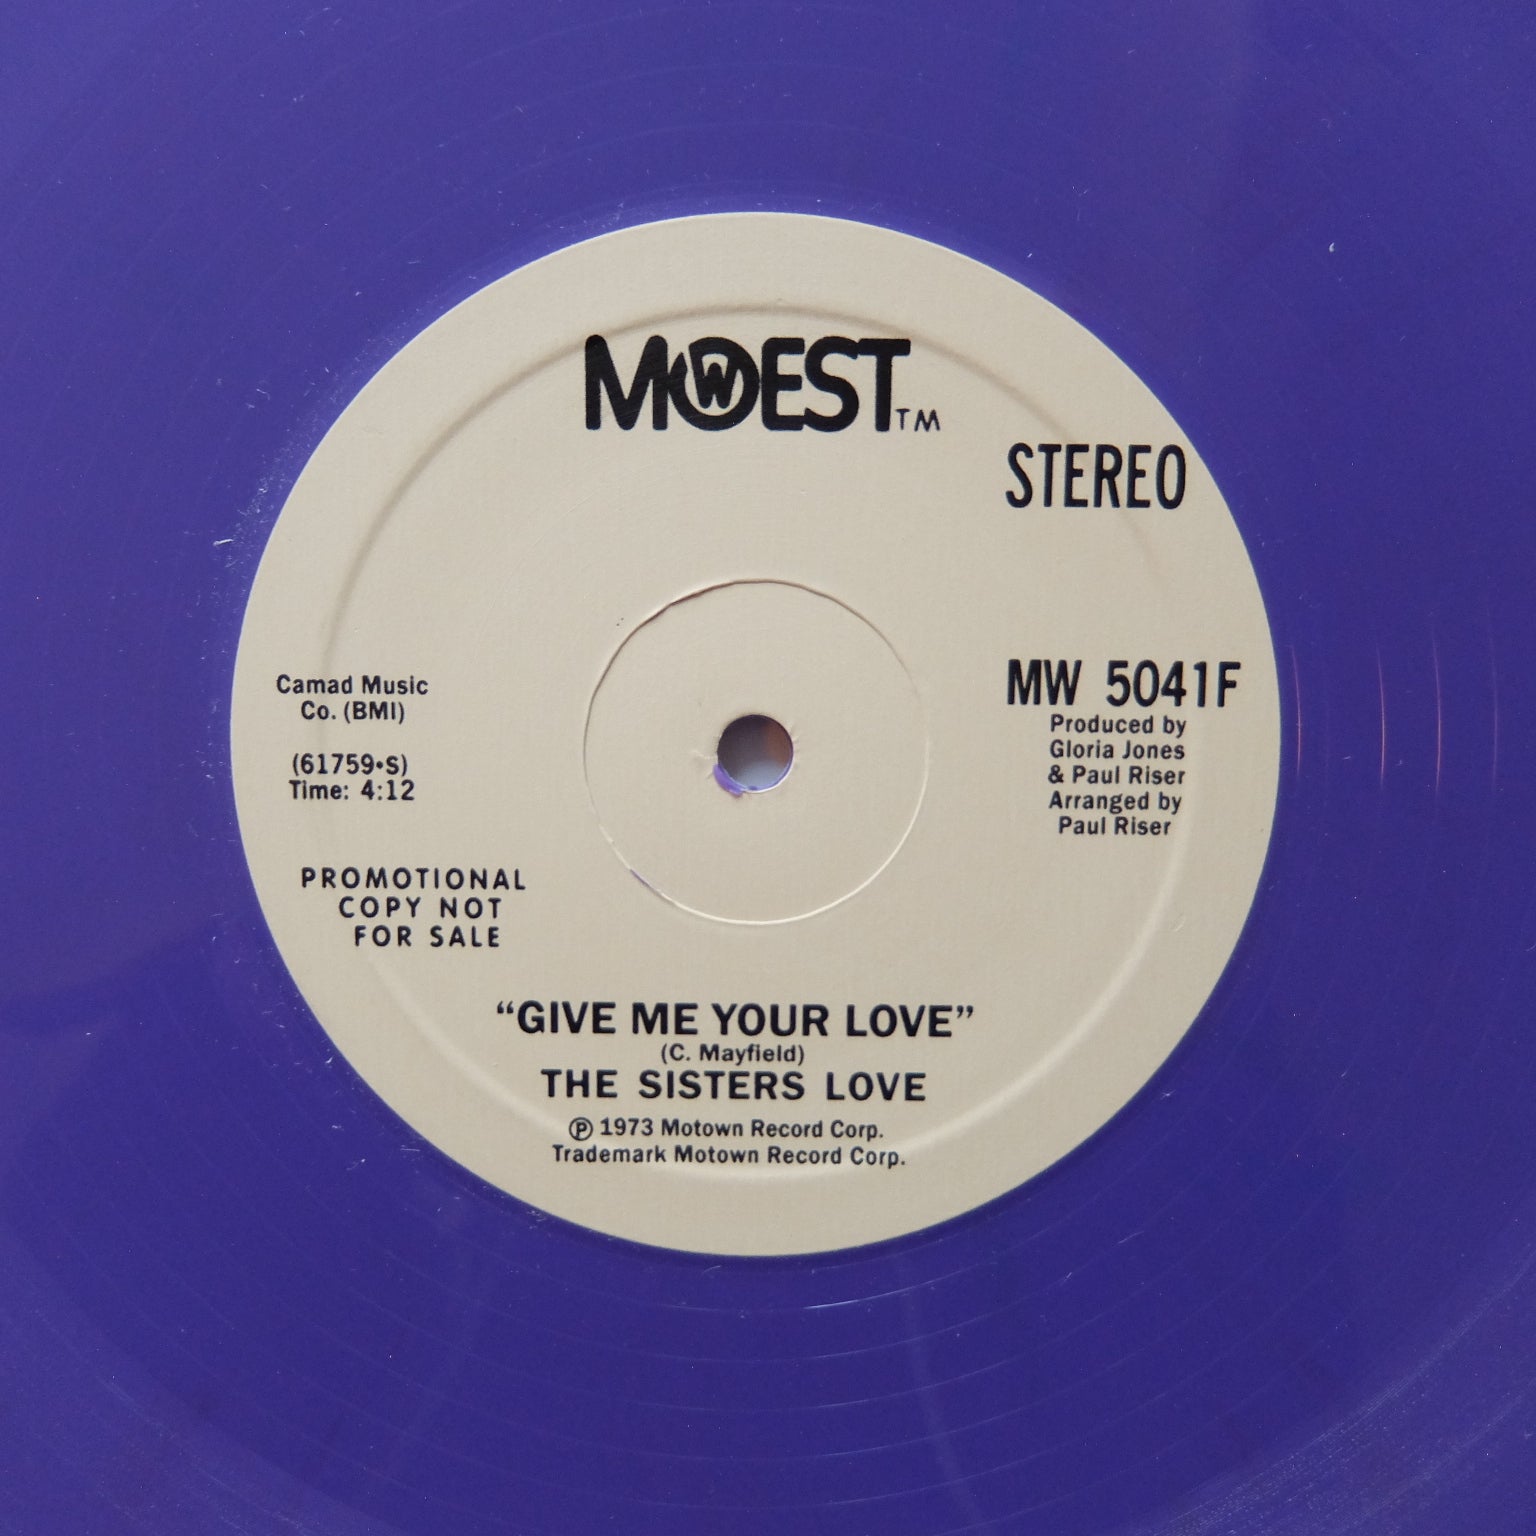 MOWEST TM
STEREO
Camad Music
Co. (BMI)
(61759•S)
Time: 4:12
MW 5041F
Produced by
Gloria Jones
& Paul Riser
Arranged by
Paul Riser
PROMOTIONAL
COPY NOT
FOR SALE
“GIVE ME YOUR LOVE”
(C. Mayfield)
THE SISTERS LOVE
℗ 1973 Motown Record Corp.
Trademark Motown Record Corp.